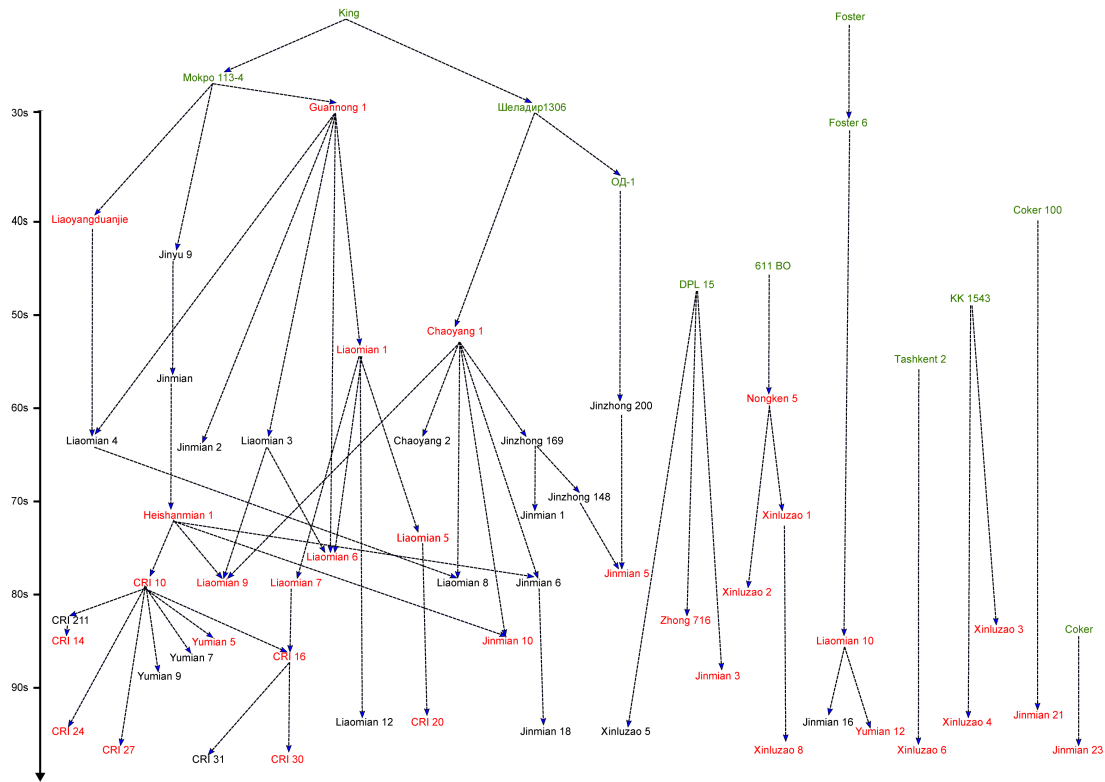 King
Foster
Mokpo 113-4
Guannong 1
Шеладир1306
30s
Foster 6
ОД-1
Liaoyangduanjie
40s
Coker 100
Jinyu 9
611 BO
DPL 15
KK 1543
50s
Chaoyang 1
Liaomian 1
Tashkent 2
Jinmian
Nongken 5
60s
Jinzhong 200
Liaomian 4
Jinmian 2
Liaomian 3
Chaoyang 2
Jinzhong 169
Jinzhong 148
70s
Heishanmian 1
Jinmian 1
Xinluzao 1
Liaomian 5
Liaomian 6
Jinmian 5
CRI 10
Liaomian 9
Liaomian 7
Liaomian 8
Jinmian 6
Xinluzao 2
80s
CRI 211
Zhong 716
CRI 14
Yumian 5
Jinmian 10
Liaomian 10
Xinluzao 3
Coker
Yumian 7
CRI 16
Yumian 9
Jinmian 3
90s
Liaomian 12
CRI 20
Jinmian 16
Xinluzao 4
Jinmian 21
CRI 24
Jinmian 18
Xinluzao 5
Yumian 12
CRI 27
CRI 31
CRI 30
Xinluzao 8
Xinluzao 6
Jinmian 23